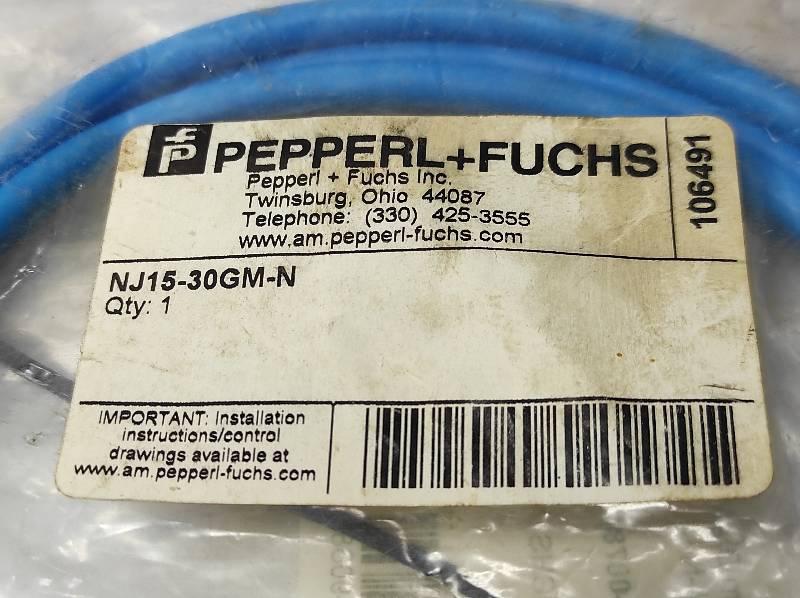 PEPPERL+FUCHS
Pepperl + Fuchs Inc.
Twinsburg, Ohio 44087
Telephone: (330) 425-3555
www.am.pepperl-fuchs.com
106491
NJ15-30GM-N
Qty: 1
IMPORTANT: Installation
instructions/control
drawings available at
www.am.pepperl-fuchs.com